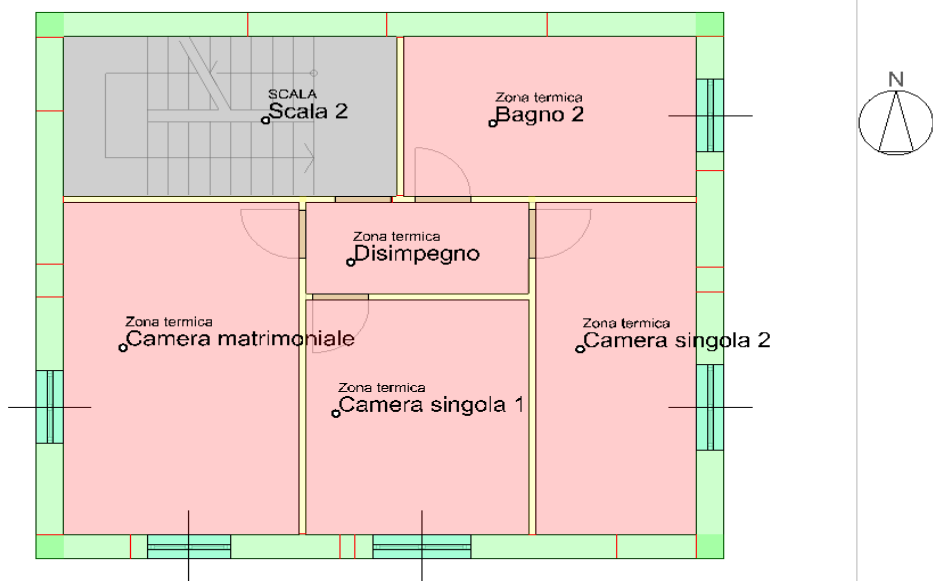 N
SCALA
Scala 2
Zona termica
Bagno 2
Zona termica
Disimpegno
Zona termica
Camera matrimoniale
Zona termica
Camera singola 2
Zona termica
Camera singola 1